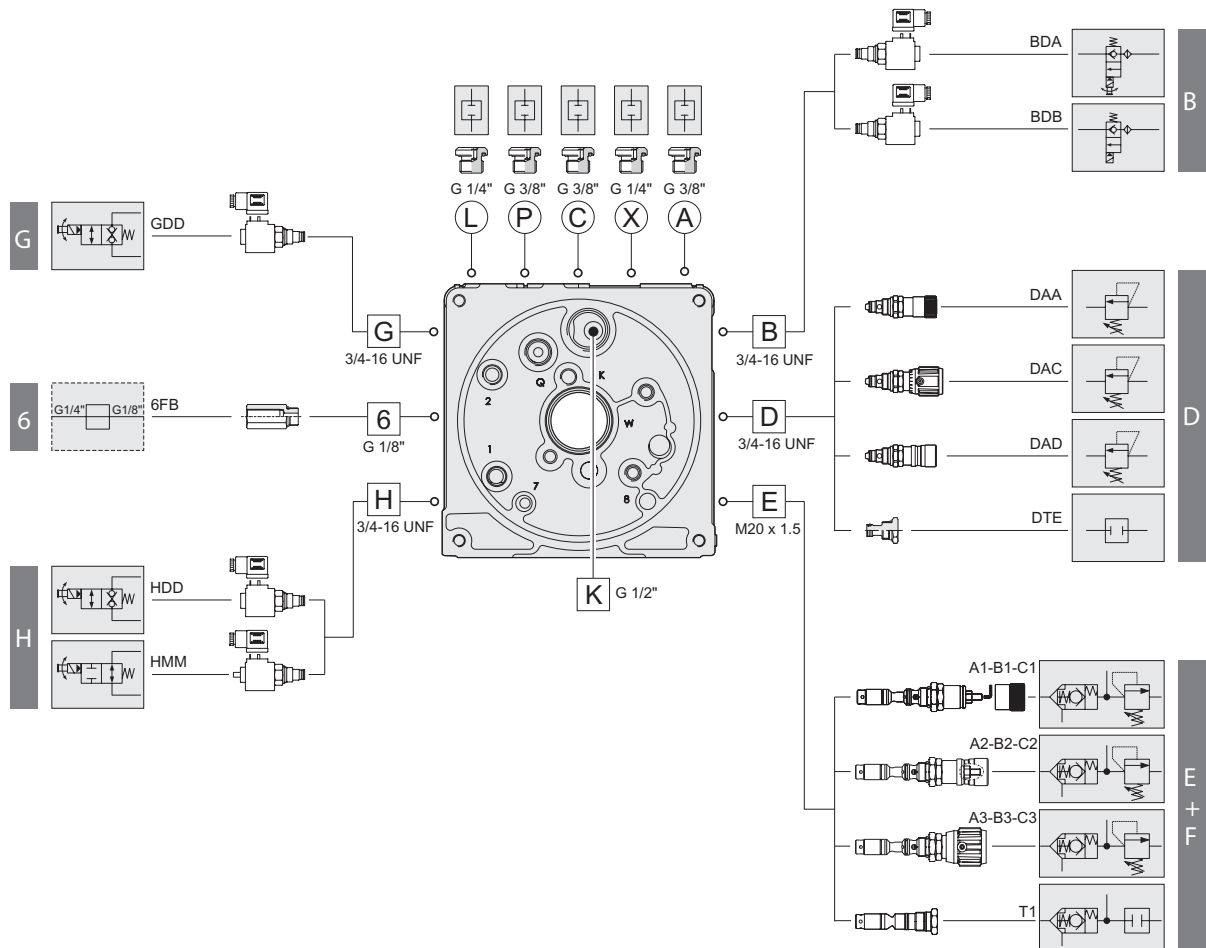 BDA
B
BDB
G 1/4"
G 3/8"
G 3/8"
G 1/4"
G 3/8"
L
P
C
X
A
G
GDD
G
3/4-16 UNF
B
3/4-16 UNF
K
Q
2
W
1
7
8
6
G1/4"
G1/8"
6FB
6
G 1/8"
D
3/4-16 UNF
DAA
DAC
DAD
DTE
D
H
3/4-16 UNF
E
M20 x 1.5
K
G 1/2"
H
HDD
HMM
A1-B1-C1
A2-B2-C2
A3-B3-C3
T1
E
+
F